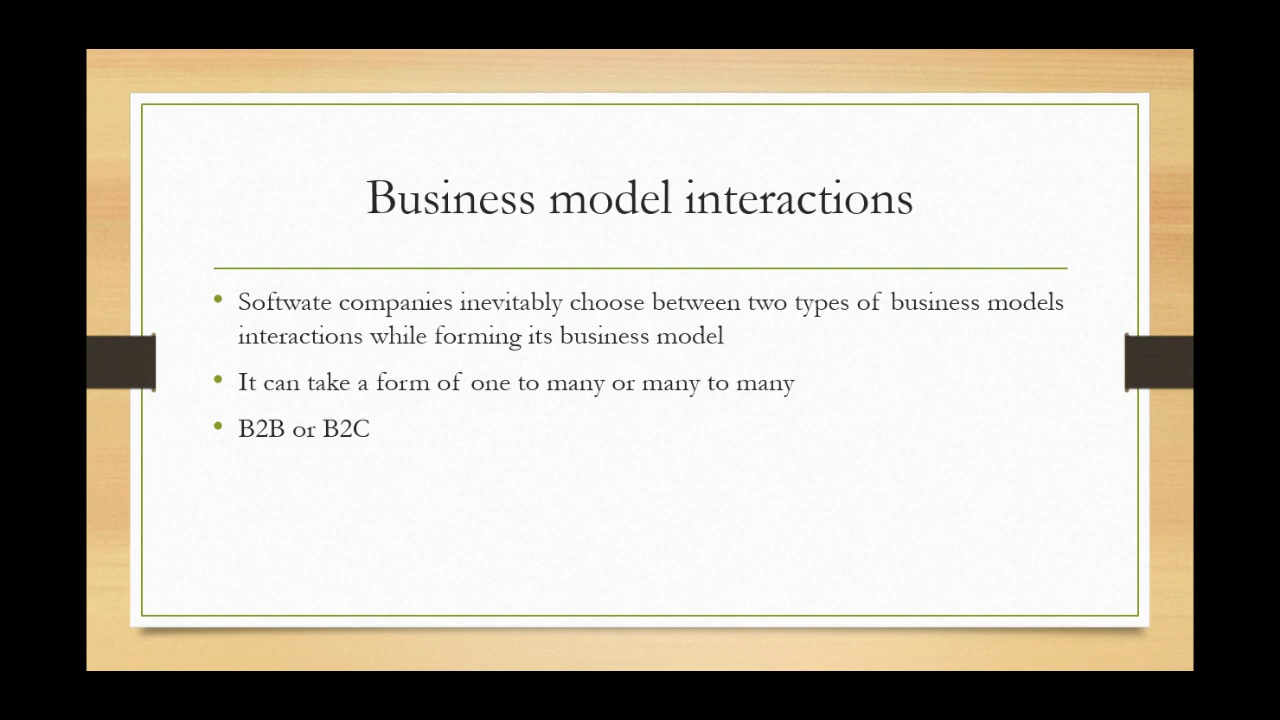 Business model interactions
• Softwate companies inevitably choose between two types of business models
interactions while forming its business model
• It can take a form of one to many or many to many
• B2B or B2C